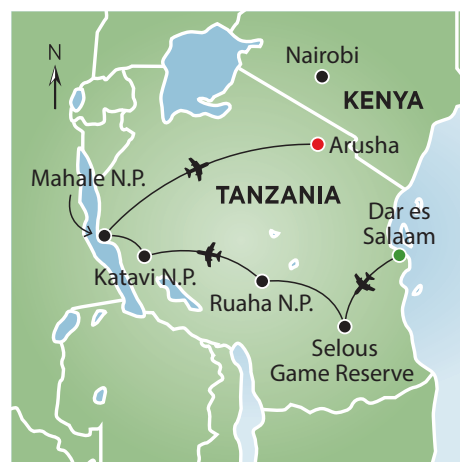 N
Nairobi
KENYA
Arusha
Mahale N.P.
TANZANIA
Dar es
Salaam
Katavi N.P.
Ruaha N.P.
Selous
Game Reserve